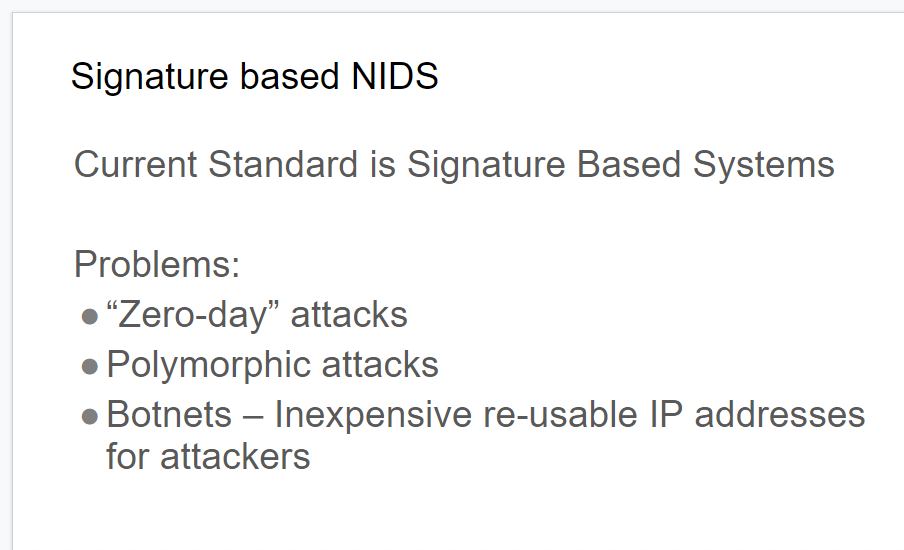 Signature based NIDS
Current Standard is Signature Based Systems
Problems:
●“Zero-day” attacks
●Polymorphic attacks
●Botnets – Inexpensive re-usable IP addresses
for attackers